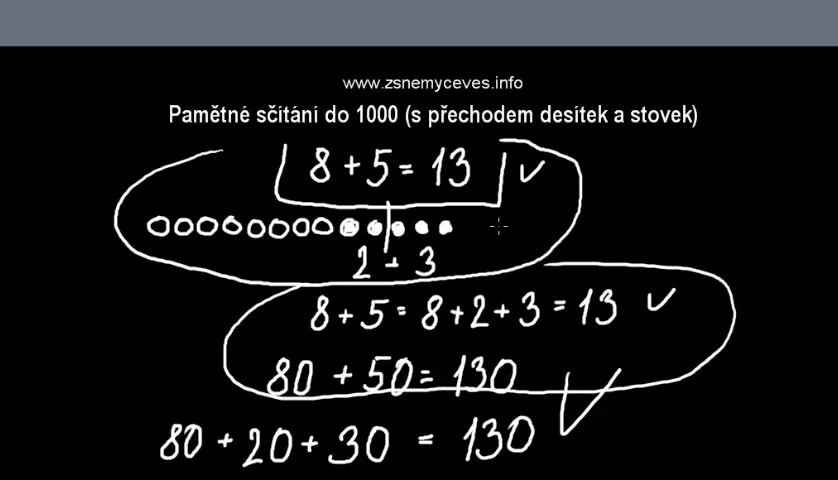 www.zsnemyceves.info
Pamětné sčítání do 1000 (s přechodem desítek a stovek)
8 + 5 = 13
2 + 3
8 + 5 = 8 + 2 + 3 = 13
80 + 50 = 130
80 + 20 + 30 = 130